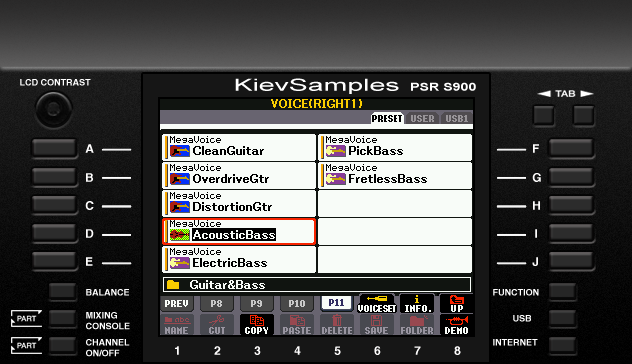 LCD CONTRAST
KievSamples PSR S900
◄ TAB ►
VOICE(RIGHT1)
PRESET USER USB1
A
B
C
D
E
MegaVoice
CleanGuitar
MegaVoice
OverdriveGtr
MegaVoice
DistortionGtr
MegaVoice
AcousticBass
MegaVoice
ElectricBass
MegaVoice
PickBass
MegaVoice
FretlessBass
F
G
H
I
J
Guitar&Bass
PREV P8 P9 P10 P11 VOICESET INFO. UP
NAME CUT COPY PASTE DELETE SAVE FOLDER DEMO
1 2 3 4 5 6 7 8
BALANCE
PART MIXING
CONSOLE
PART CHANNEL
ON/OFF
FUNCTION
USB
INTERNET